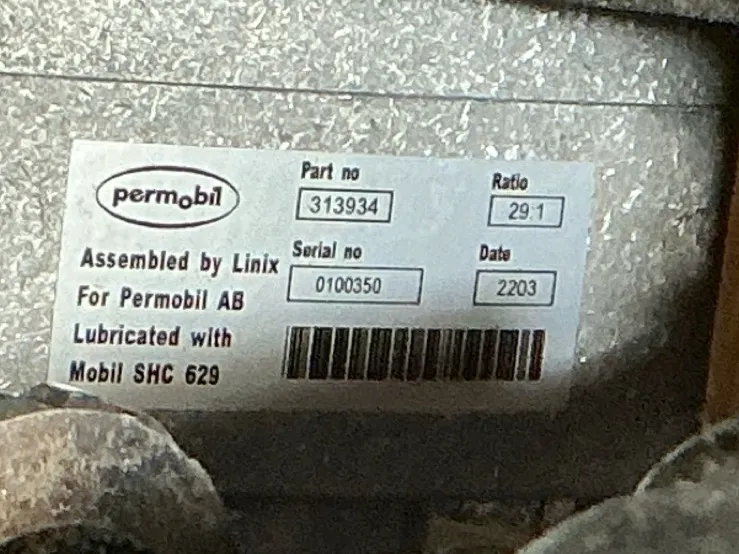 permobil
Part no
313934
Ratio
29:1
Assembled by Linix
For Permobil AB
Lubricated with
Mobil SHC 629
Serial no
0100350
Date
2203